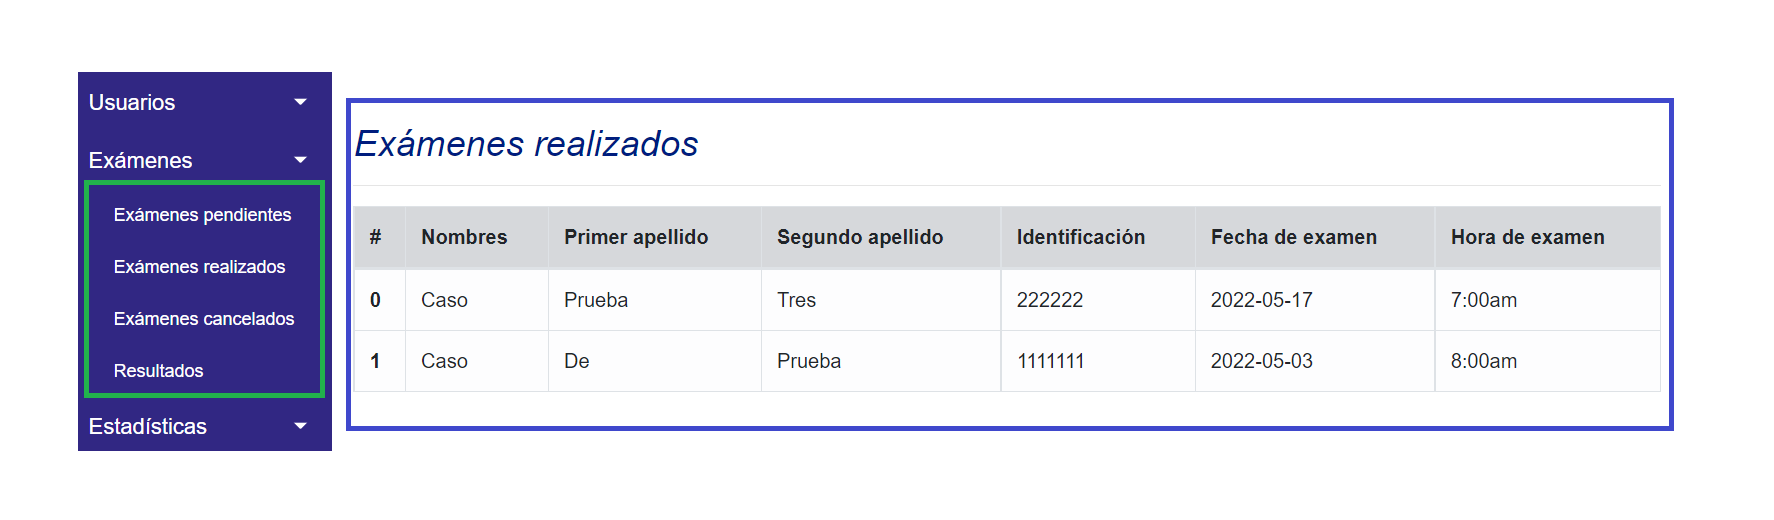 Usuarios
Exámenes
Exámenes pendientes
Exámenes realizados
Exámenes cancelados
Resultados
Estadísticas
Exámenes realizados
# Nombres Primer apellido Segundo apellido Identificación Fecha de examen Hora de examen
0 Caso Prueba Tres 222222 2022-05-17 7:00am
1 Caso De Prueba 1111111 2022-05-03 8:00am